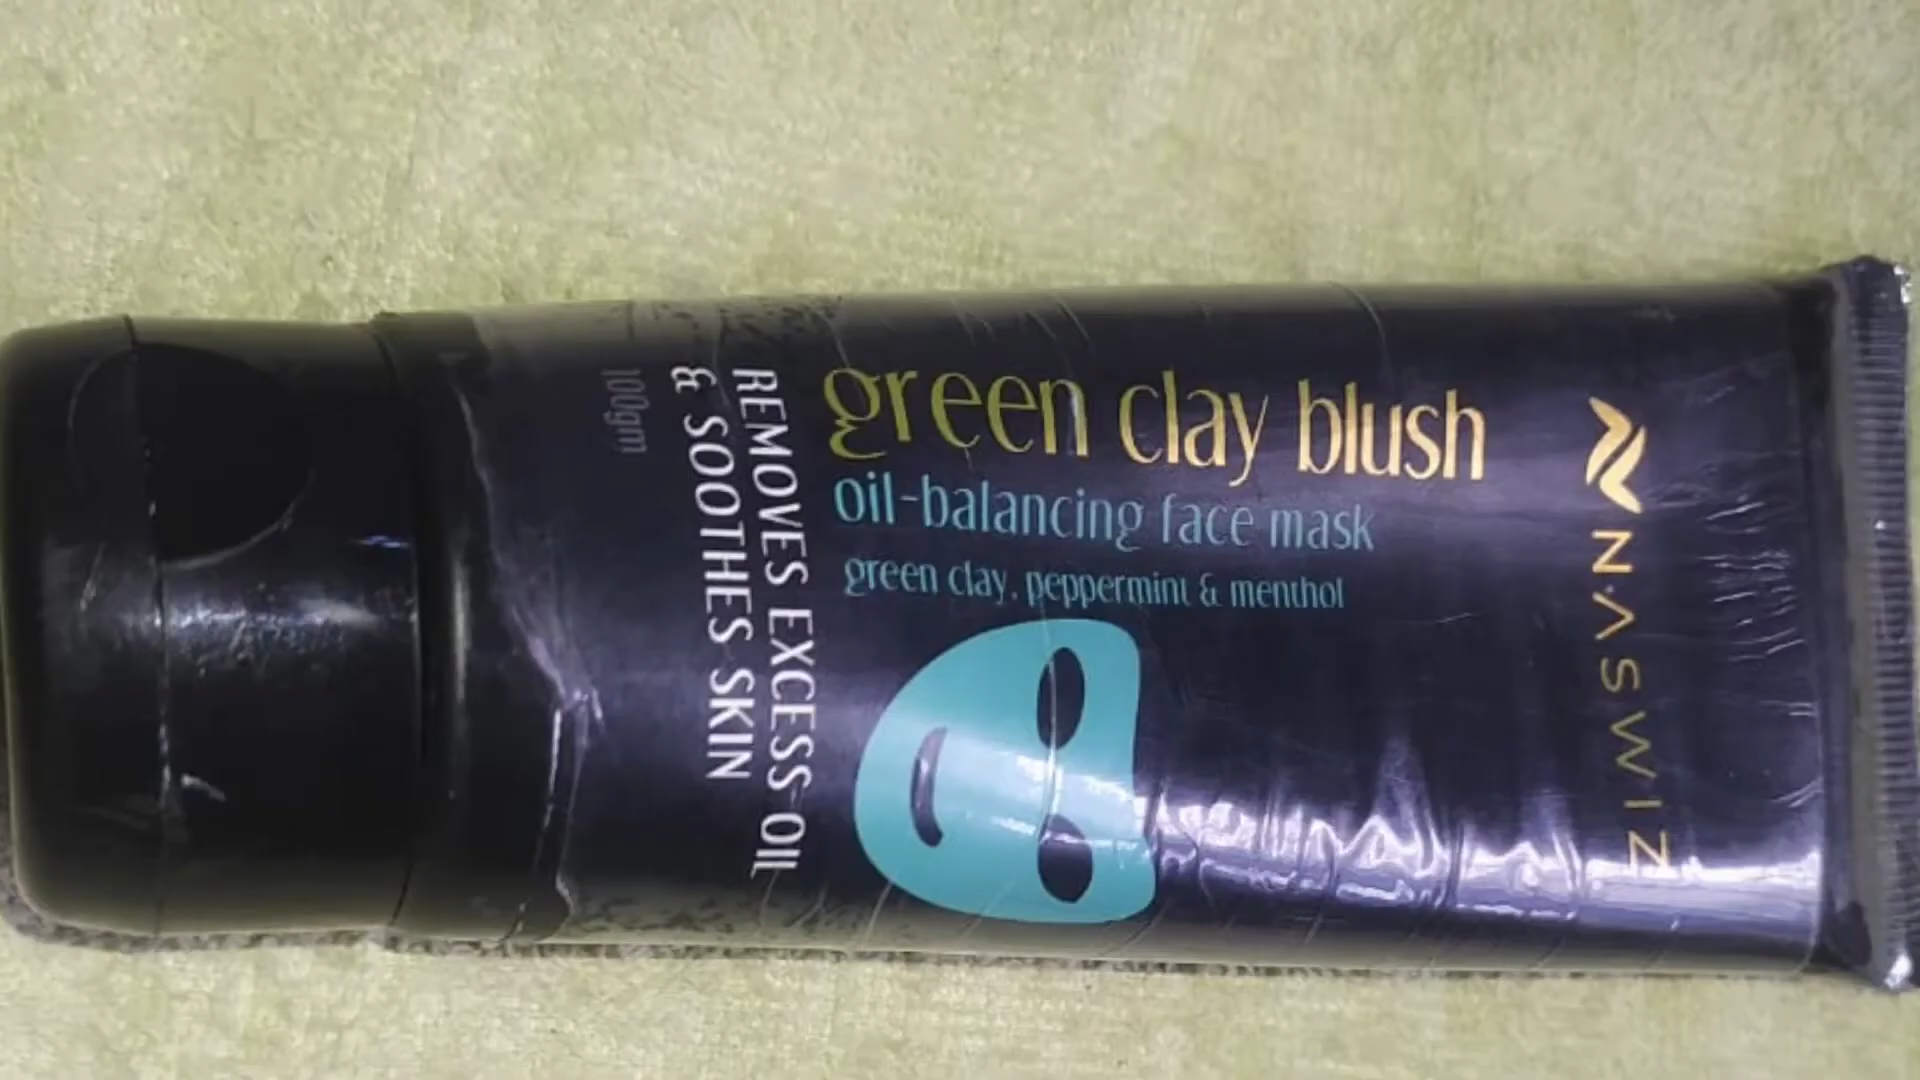 NASWIZ
green clay blush
oil-balancing face mask
green clay, peppermint & menthol
REMOVES EXCESS OIL
& SOOTHES SKIN
100gm